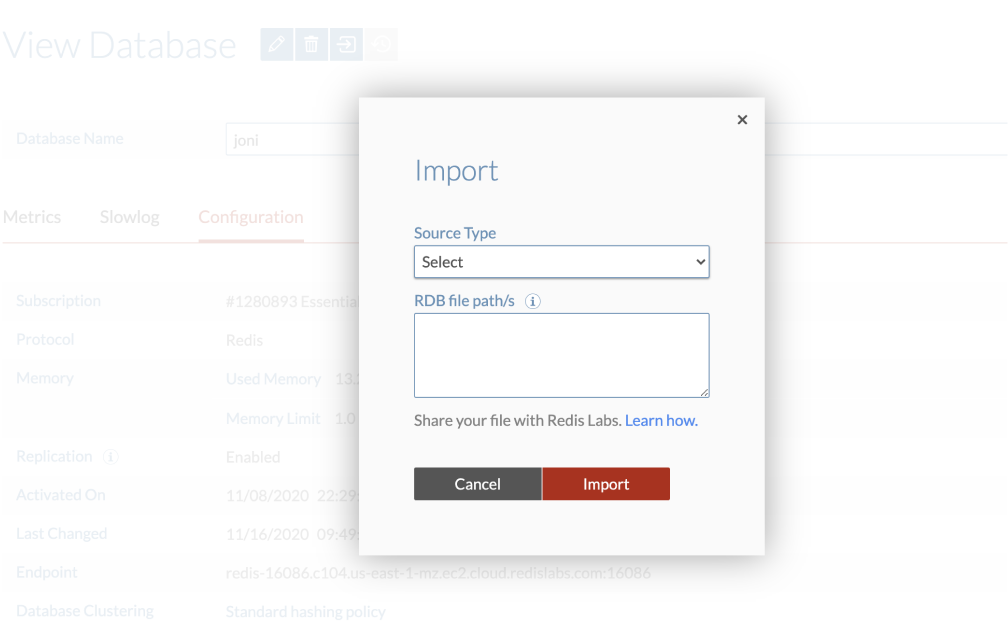 View Database
Database Name
joni
×
Import
Metrics
Slowlog
Configuration
Source Type
Select
RDB file path/s
Subscription
#1280893 Essential
Protocol
Redis
Memory
Used Memory 13.
Memory Limit 1.0
Share your file with Redis Labs. Learn how.
Replication
Enabled
Cancel
Import
Activated On
11/08/2020 22:29
Last Changed
11/16/2020 09:49
Endpoint
redis-16086.c104.us-east-1-mz.ec2.cloud.redislabs.com:16086
Database Clustering
Standard hashing policy